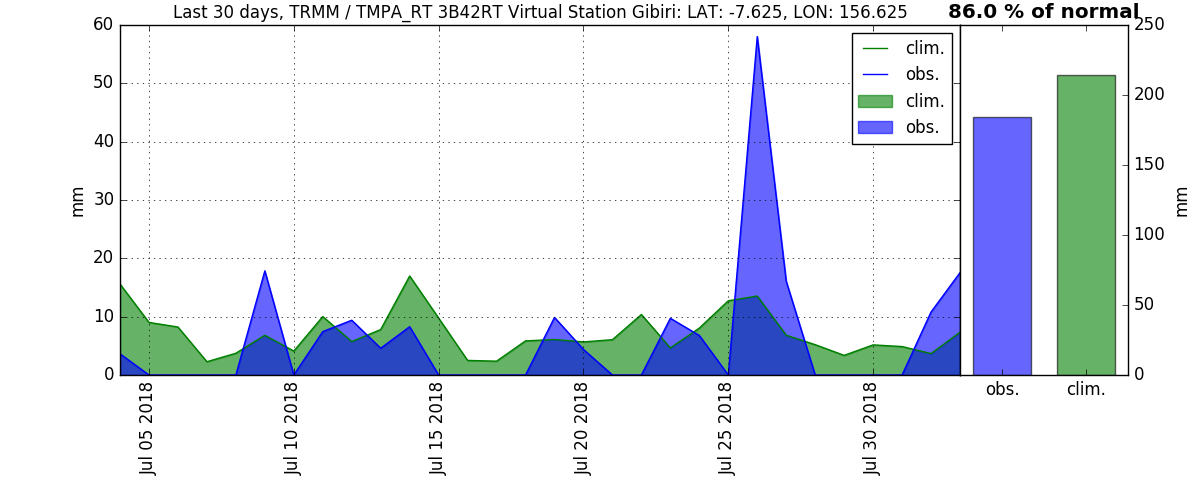 Last 30 days, TRMM / TMPA_RT 3B42RT Virtual Station Gibiri: LAT: -7.625, LON: 156.625
86.0 % of normal
60
50
40
30
20
10
0
mm
clim.
obs.
clim.
obs.
Jul 05 2018
Jul 10 2018
Jul 15 2018
Jul 20 2018
Jul 25 2018
Jul 30 2018
250
200
150
100
50
0
mm
obs.
clim.